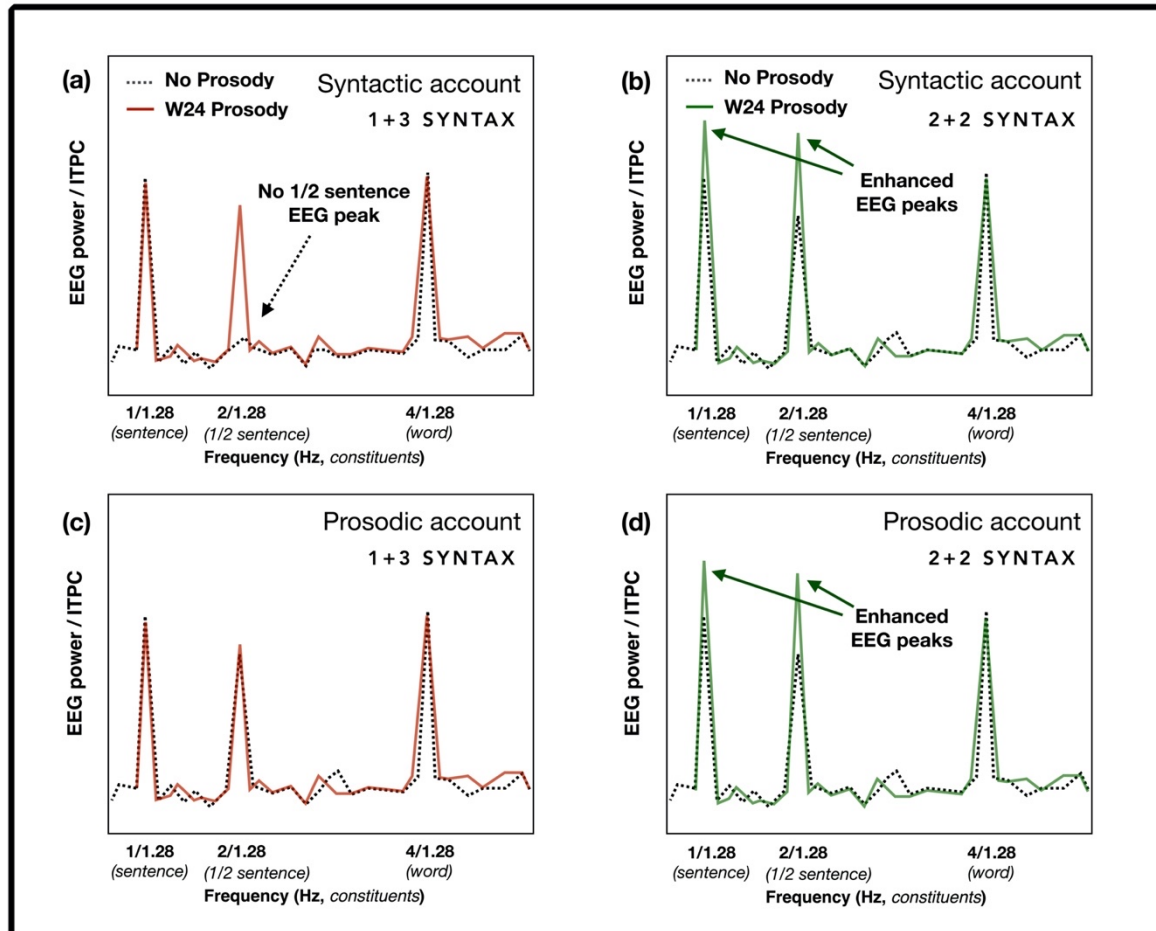 (a)
No Prosody
W24 Prosody
Syntactic account
1+3 SYNTAX
No 1/2 sentence
EEG peak
EEG power / ITPC
1/1.28
(sentence)
2/1.28
(1/2 sentence)
4/1.28
(word)
Frequency (Hz, constituents)
(b)
No Prosody
W24 Prosody
Syntactic account
2+2 SYNTAX
Enhanced
EEG peaks
EEG power / ITPC
1/1.28
(sentence)
2/1.28
(1/2 sentence)
4/1.28
(word)
Frequency (Hz, constituents)
(c)
Prosodic account
1+3 SYNTAX
EEG power / ITPC
1/1.28
(sentence)
2/1.28
(1/2 sentence)
4/1.28
(word)
Frequency (Hz, constituents)
(d)
Prosodic account
2+2 SYNTAX
Enhanced
EEG peaks
EEG power / ITPC
1/1.28
(sentence)
2/1.28
(1/2 sentence)
4/1.28
(word)
Frequency (Hz, constituents)